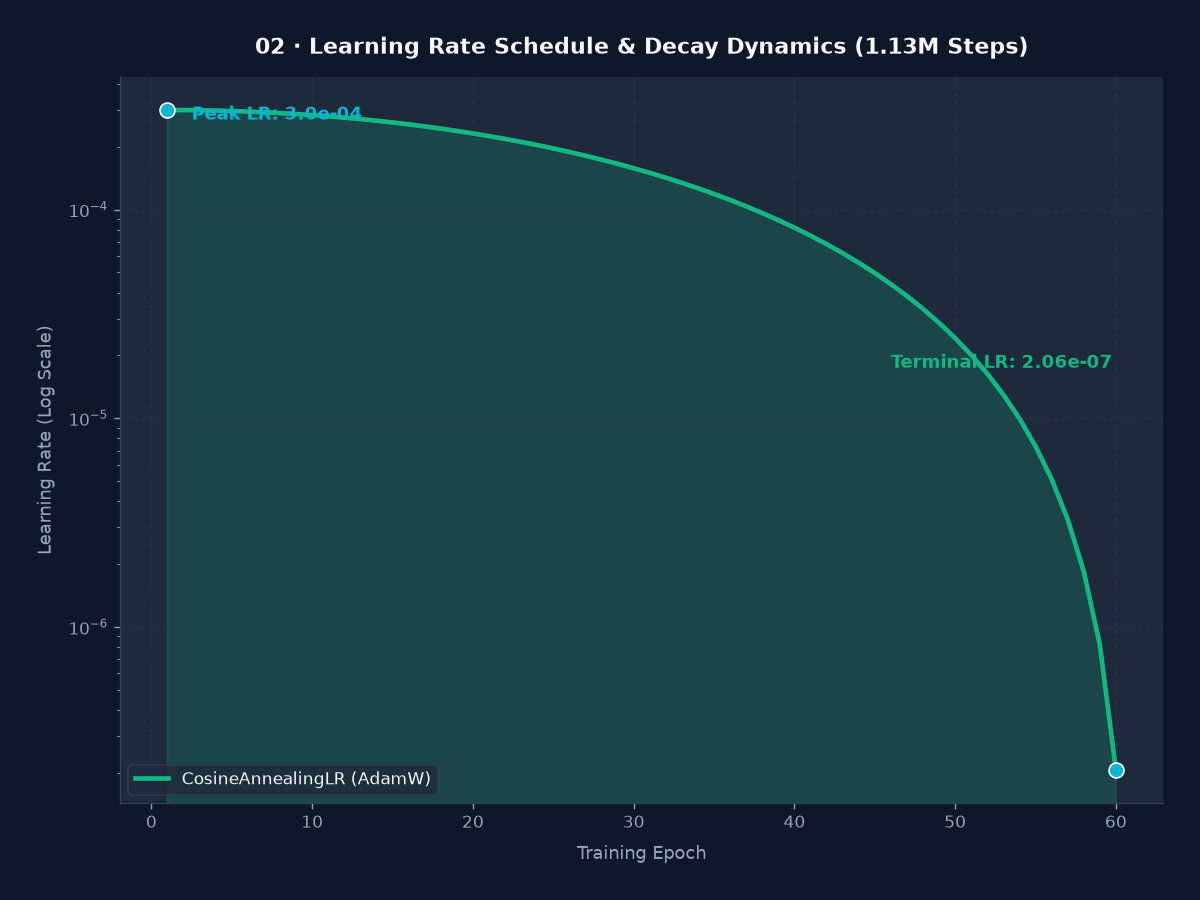 02 · Learning Rate Schedule & Decay Dynamics (1.13M Steps)
Peak LR: 3.0e-04
10⁻⁴
Terminal LR: 2.06e-07
10⁻⁵
Learning Rate (Log Scale)
10⁻⁶
CosineAnnealingLR (AdamW)
0 10 20 30 40 50 60
Training Epoch